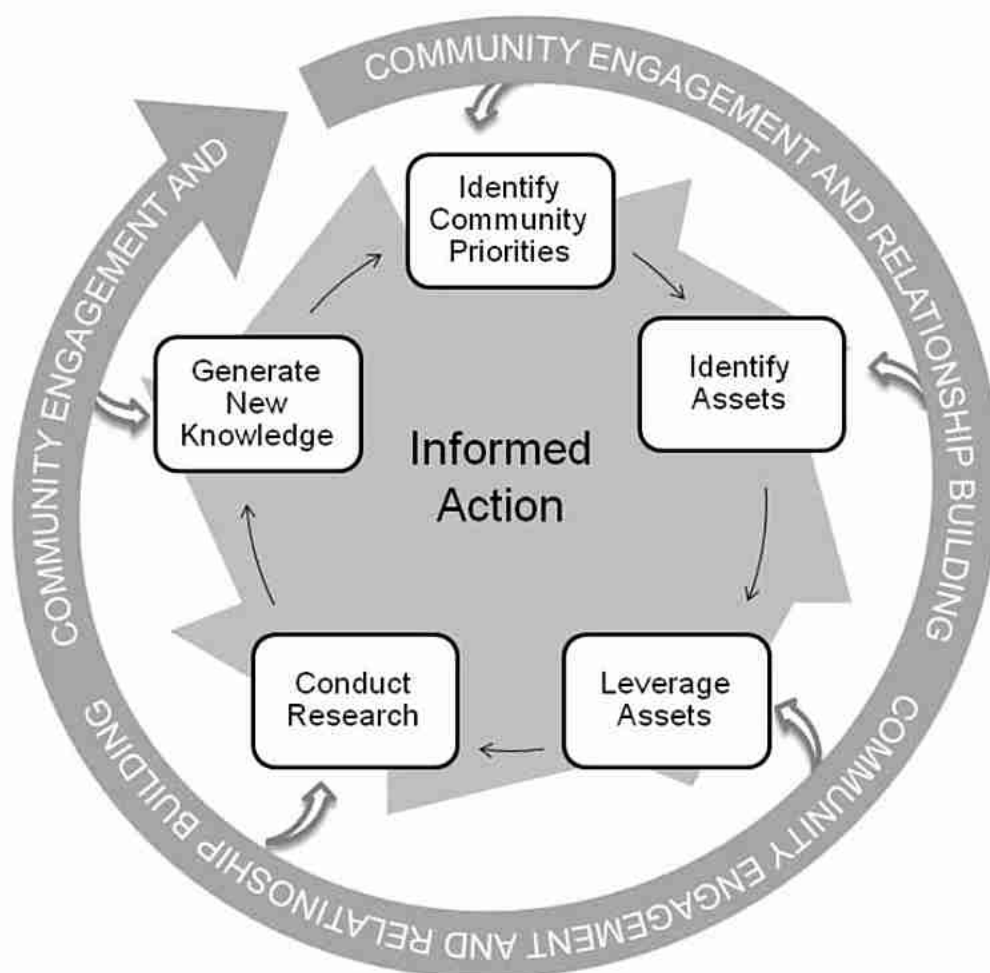 COMMUNITY ENGAGEMENT AND RELATIONSHIP BUILDING
COMMUNITY ENGAGEMENT AND RELATINOSHIP BUILDING
COMMUNITY ENGAGEMENT AND
Identify
Community
Priorities
Identify
Assets
Leverage
Assets
Conduct
Research
Generate
New
Knowledge
Informed
Action